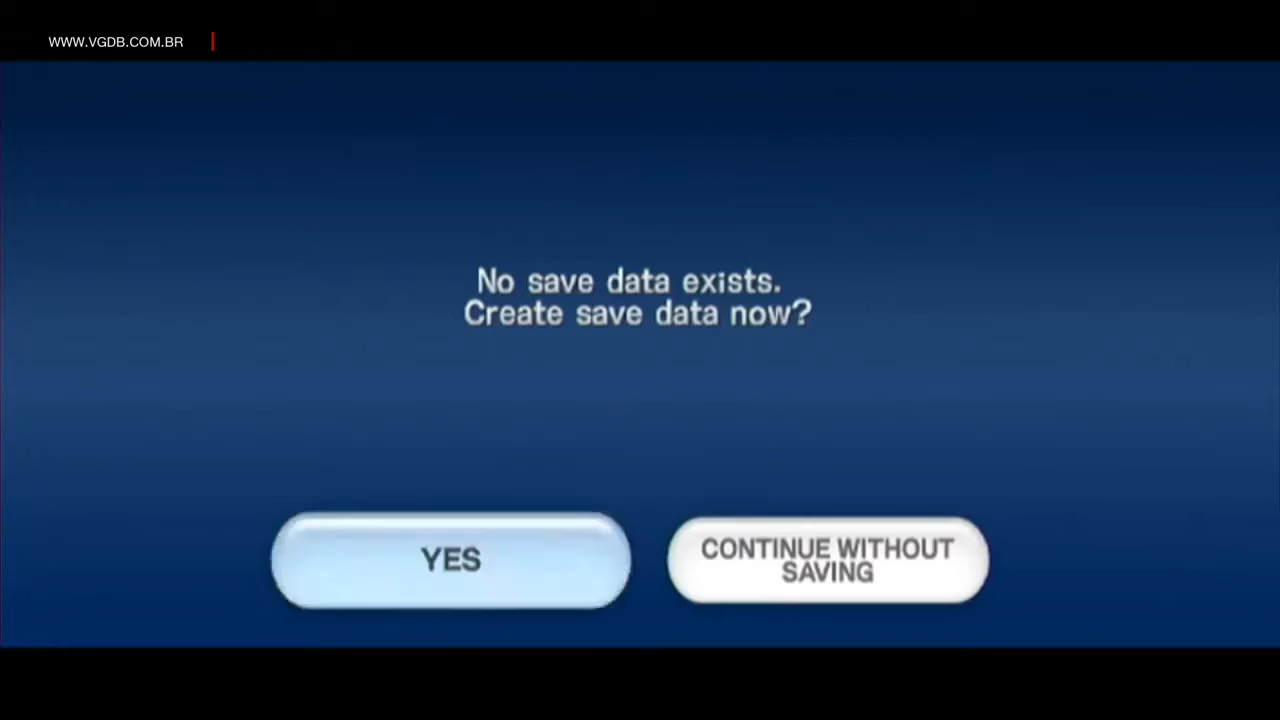 WWW.VGDB.COM.BR
No save data exists.
Create save data now?
YES
CONTINUE WITHOUT
SAVING